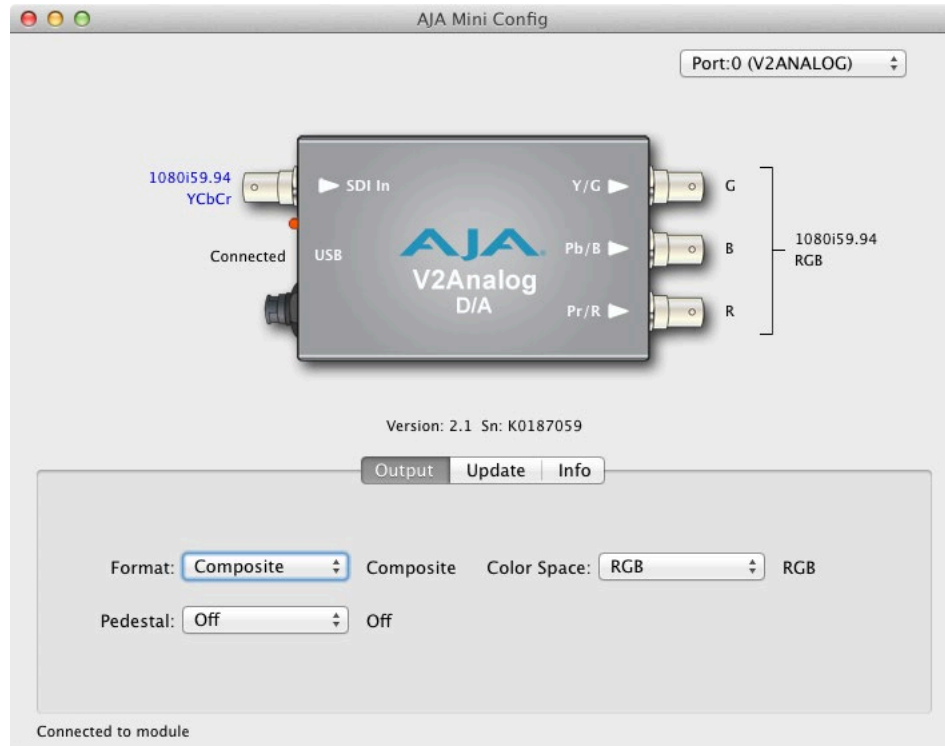 AJA Mini Config
Port:0 (V2ANALOG)
1080i59.94
YCbCr
SDI In
Y/G
G
Connected
USB
AJA
Pb/B
B
1080i59.94
RGB
V2Analog
D/A
Pr/R
R
Version: 2.1 Sn: K0187059
Output Update Info
Format: Composite Composite Color Space: RGB RGB
Pedestal: Off Off
Connected to module